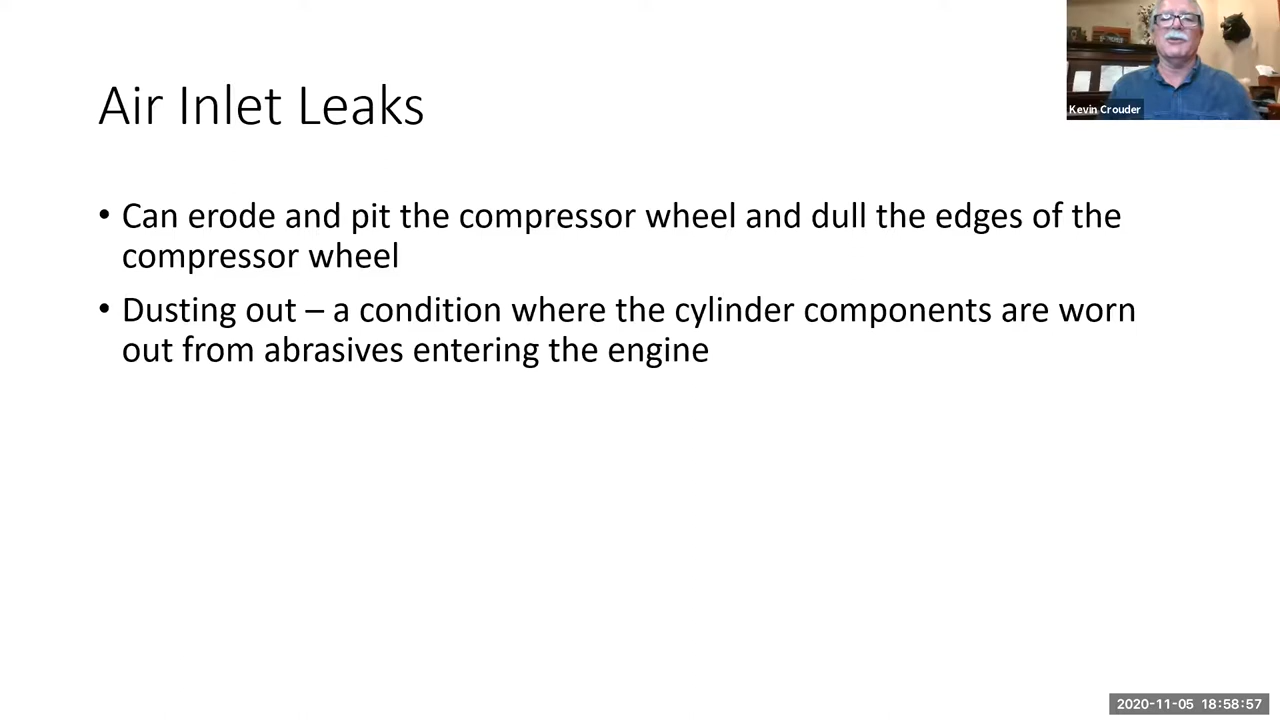 Air Inlet Leaks
Kevin Crouder
• Can erode and pit the compressor wheel and dull the edges of the
compressor wheel
• Dusting out – a condition where the cylinder components are worn
out from abrasives entering the engine
2020-11-05 18:58:57